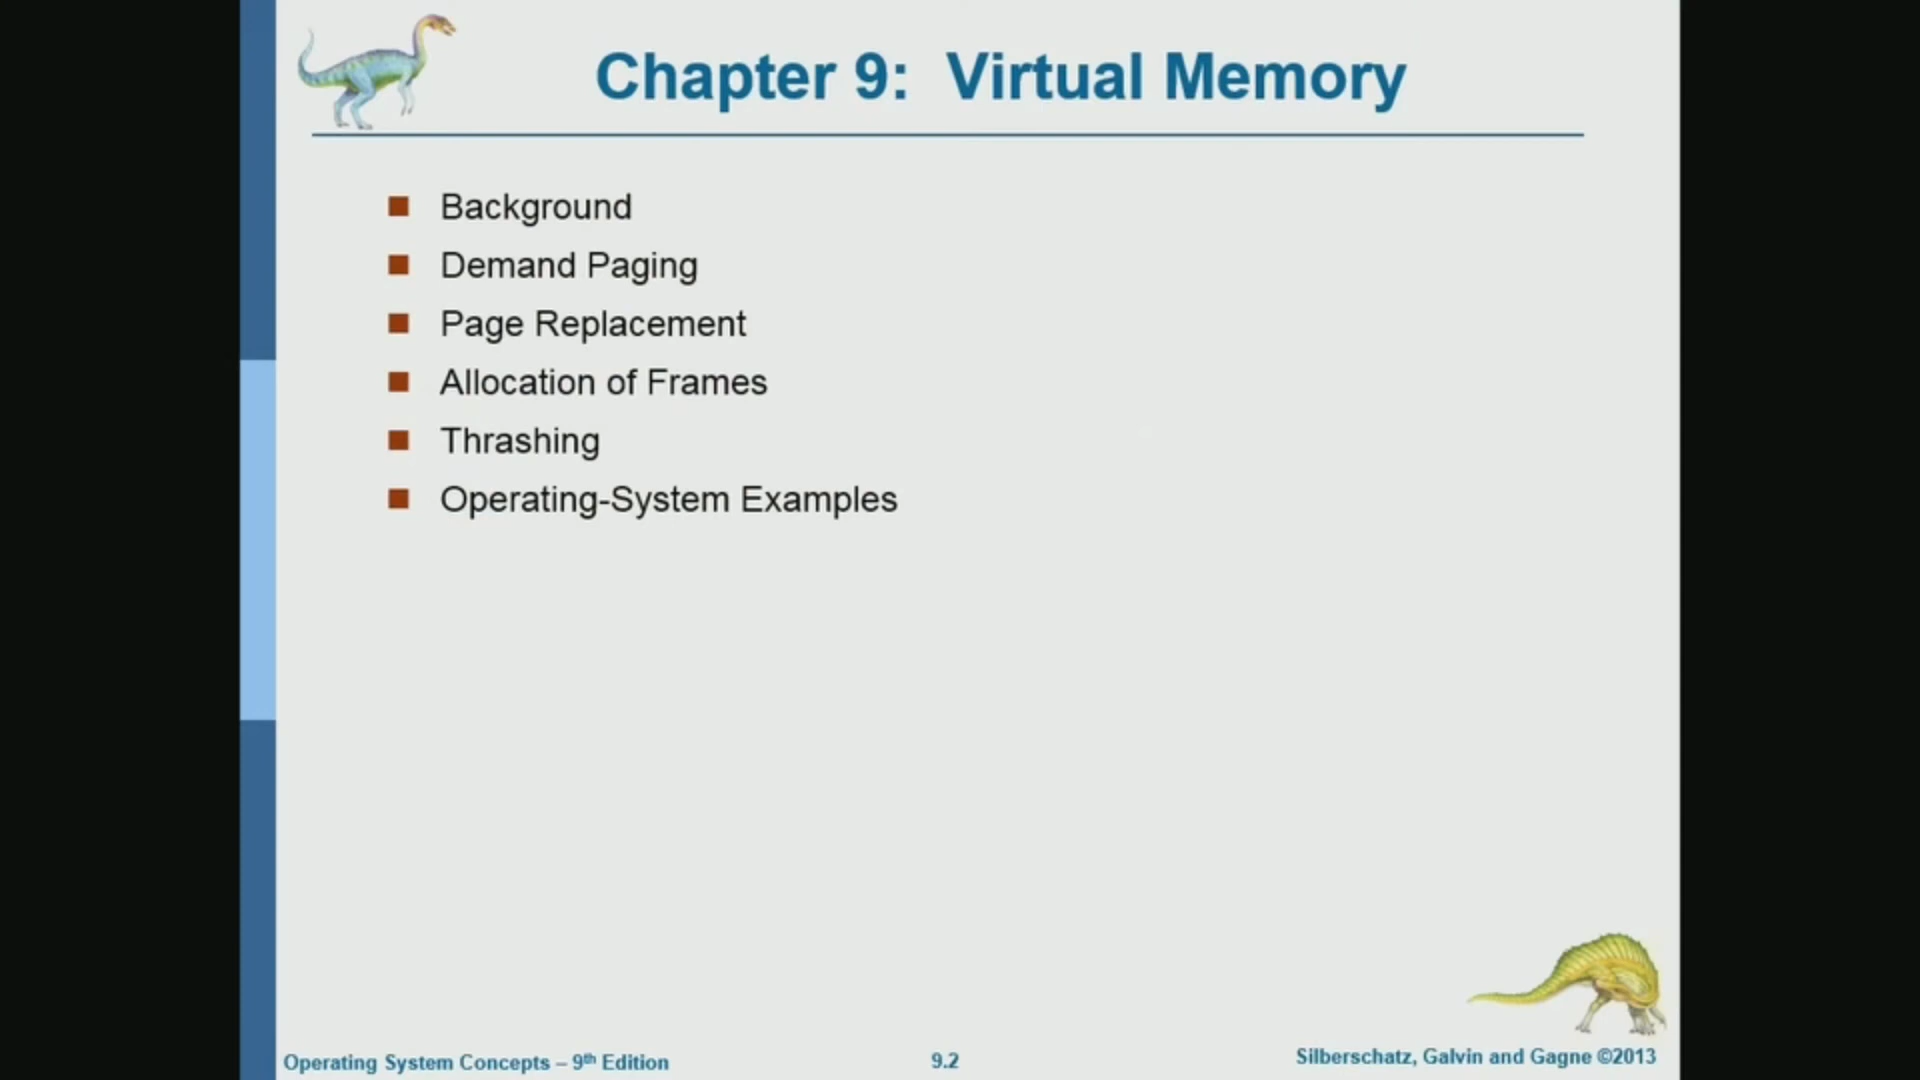 Chapter 9: Virtual Memory
Background
Demand Paging
Page Replacement
Allocation of Frames
Thrashing
Operating-System Examples
Operating System Concepts – 9th Edition
9.2
Silberschatz, Galvin and Gagne ©2013